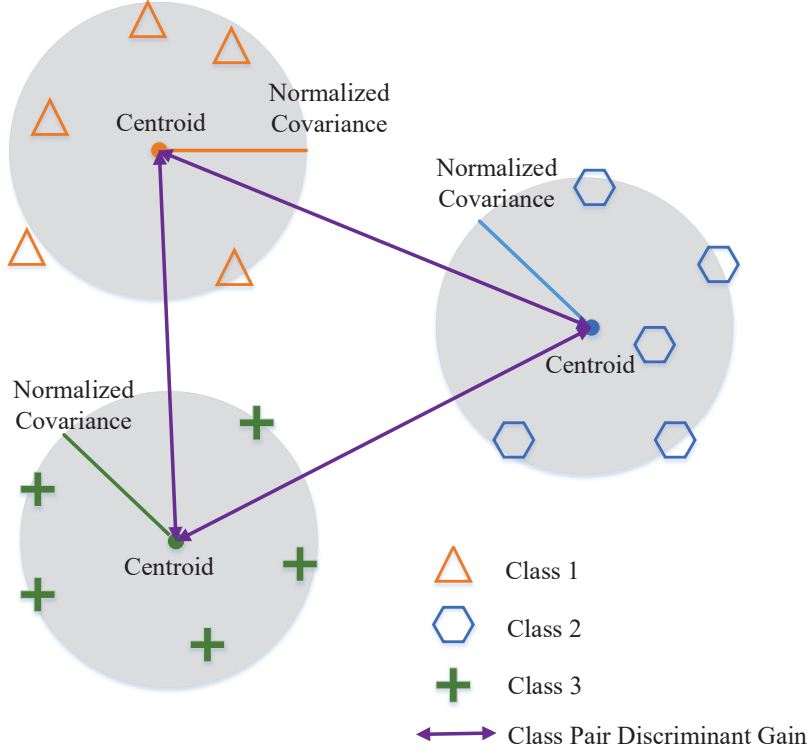 Normalized
Covariance
Centroid
Normalized
Covariance
Centroid
Normalized
Covariance
Centroid
Class 1
Class 2
Class 3
Class Pair Discriminant Gain